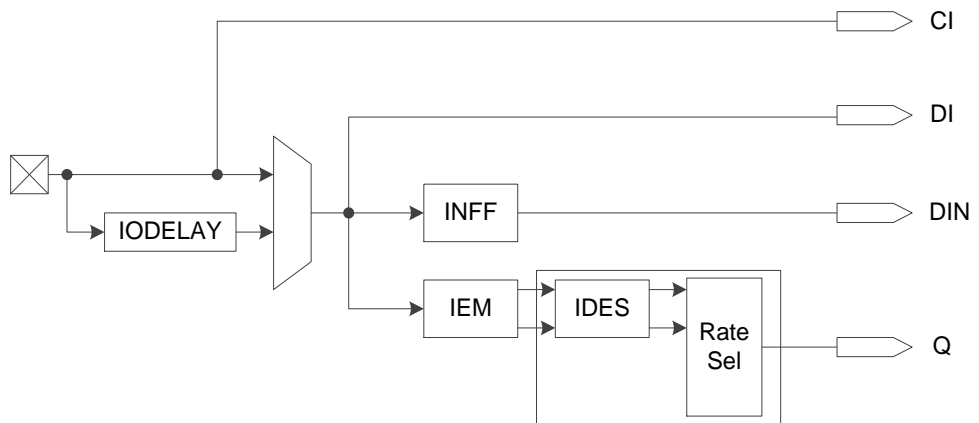 CI
DI
IODELAY
INFF
DIN
IEM
IDES
Rate
Sel
Q